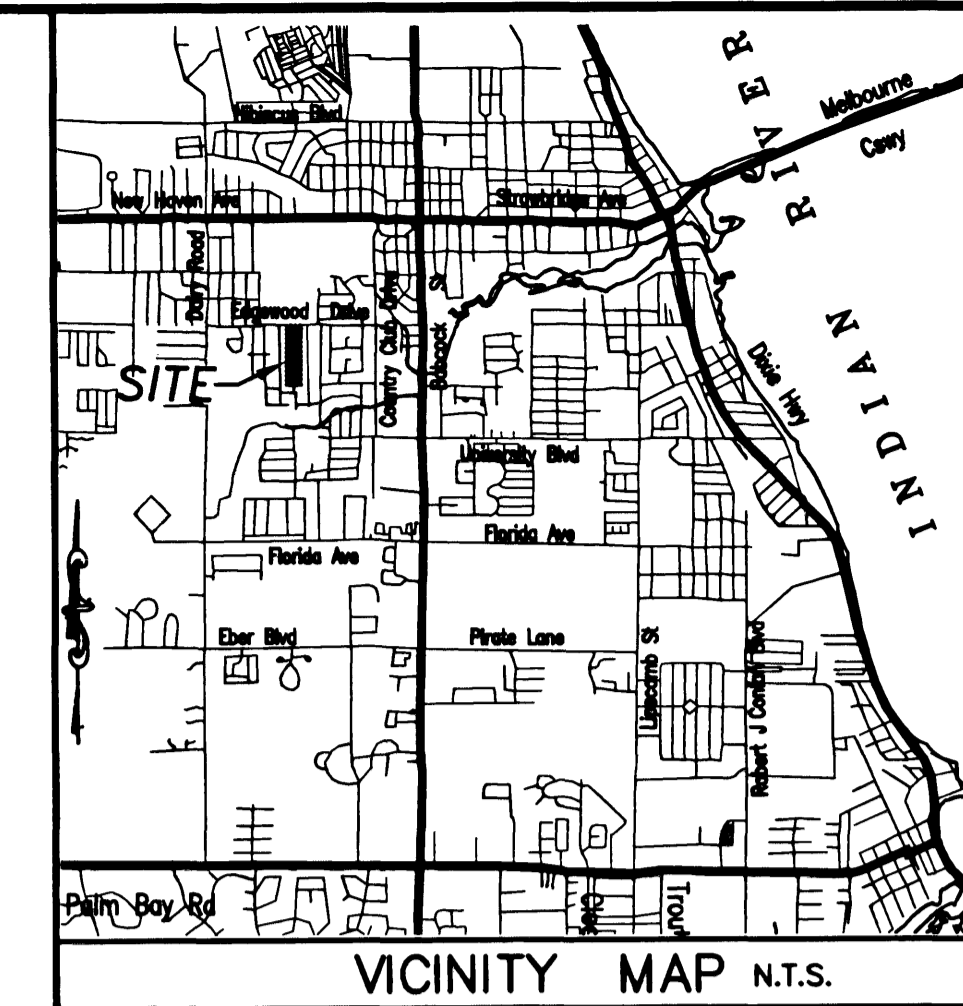 Hibiscus Blvd
Melbourne
Cswy
RIVER
New Haven Ave
Strawbridge Ave
Dairy Road
Edgewood Drive
Country Club Drive
Babcock St
SITE
Dixie Hwy
INDIAN
University Blvd
Florida Ave
Florida Ave
Eber Blvd
Pirate Lane
Lipscomb St
Robert J Conlan Blvd
Palm Bay Rd
VICINITY MAP N.T.S.